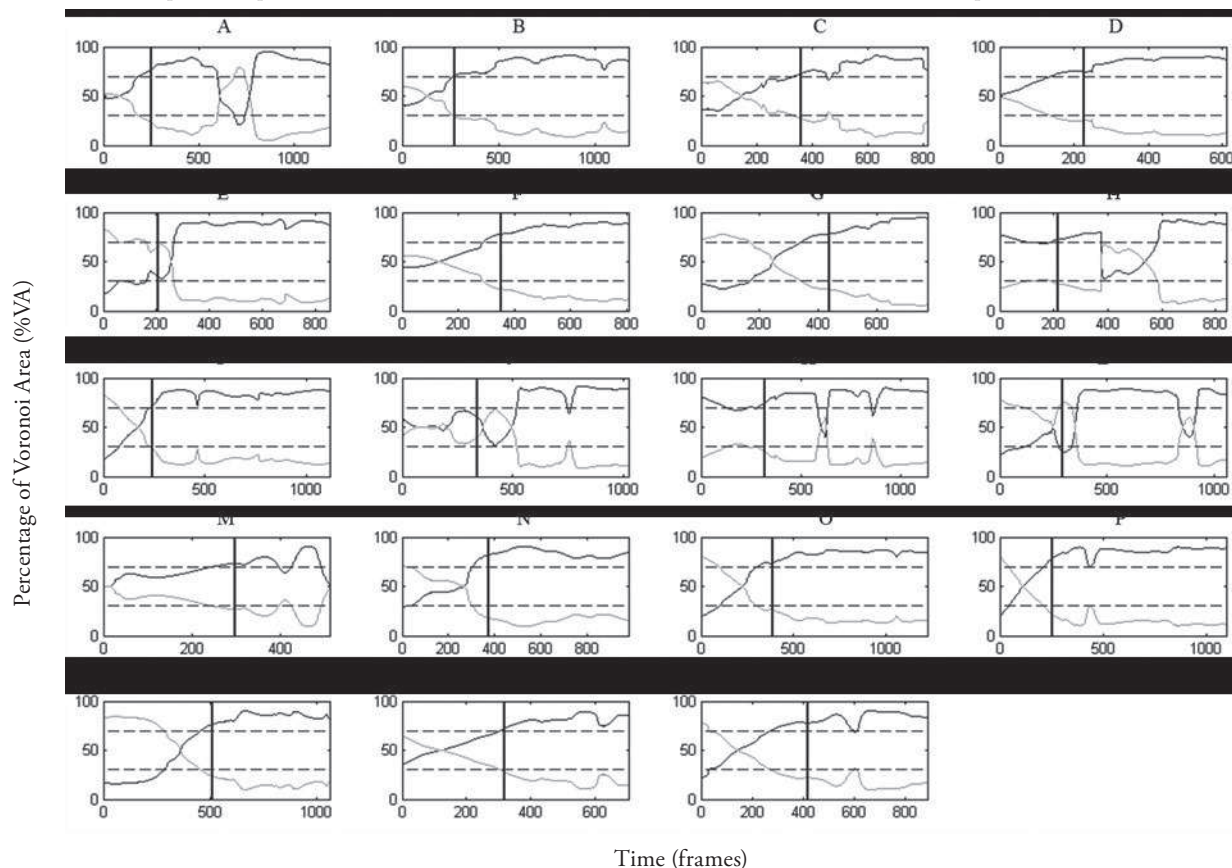 A B C D
100 100 100 100
50 50 50 50
0 0 0 0
0 500 1000 0 500 1000 0 200 400 600 800 0 200 400 600
E F G H
100 100 100 100
50 50 50 50
0 0 0 0
0 200 400 600 800 0 200 400 600 800 0 200 400 600 0 200 400 600 800
100 100 100 100
50 50 50 50
0 0 0 0
0 500 1000 0 500 1000 0 500 1000 0 500 1000
M N O P
100 100 100 100
50 50 50 50
0 0 0 0
0 200 400 0 200 400 600 800 0 500 1000 0 500 1000
100 100 100
50 50 50
0 0 0
0 500 1000 0 200 400 600 0 200 400 600 800
Percentage of Voronoi Area (%VA)
Time (frames)